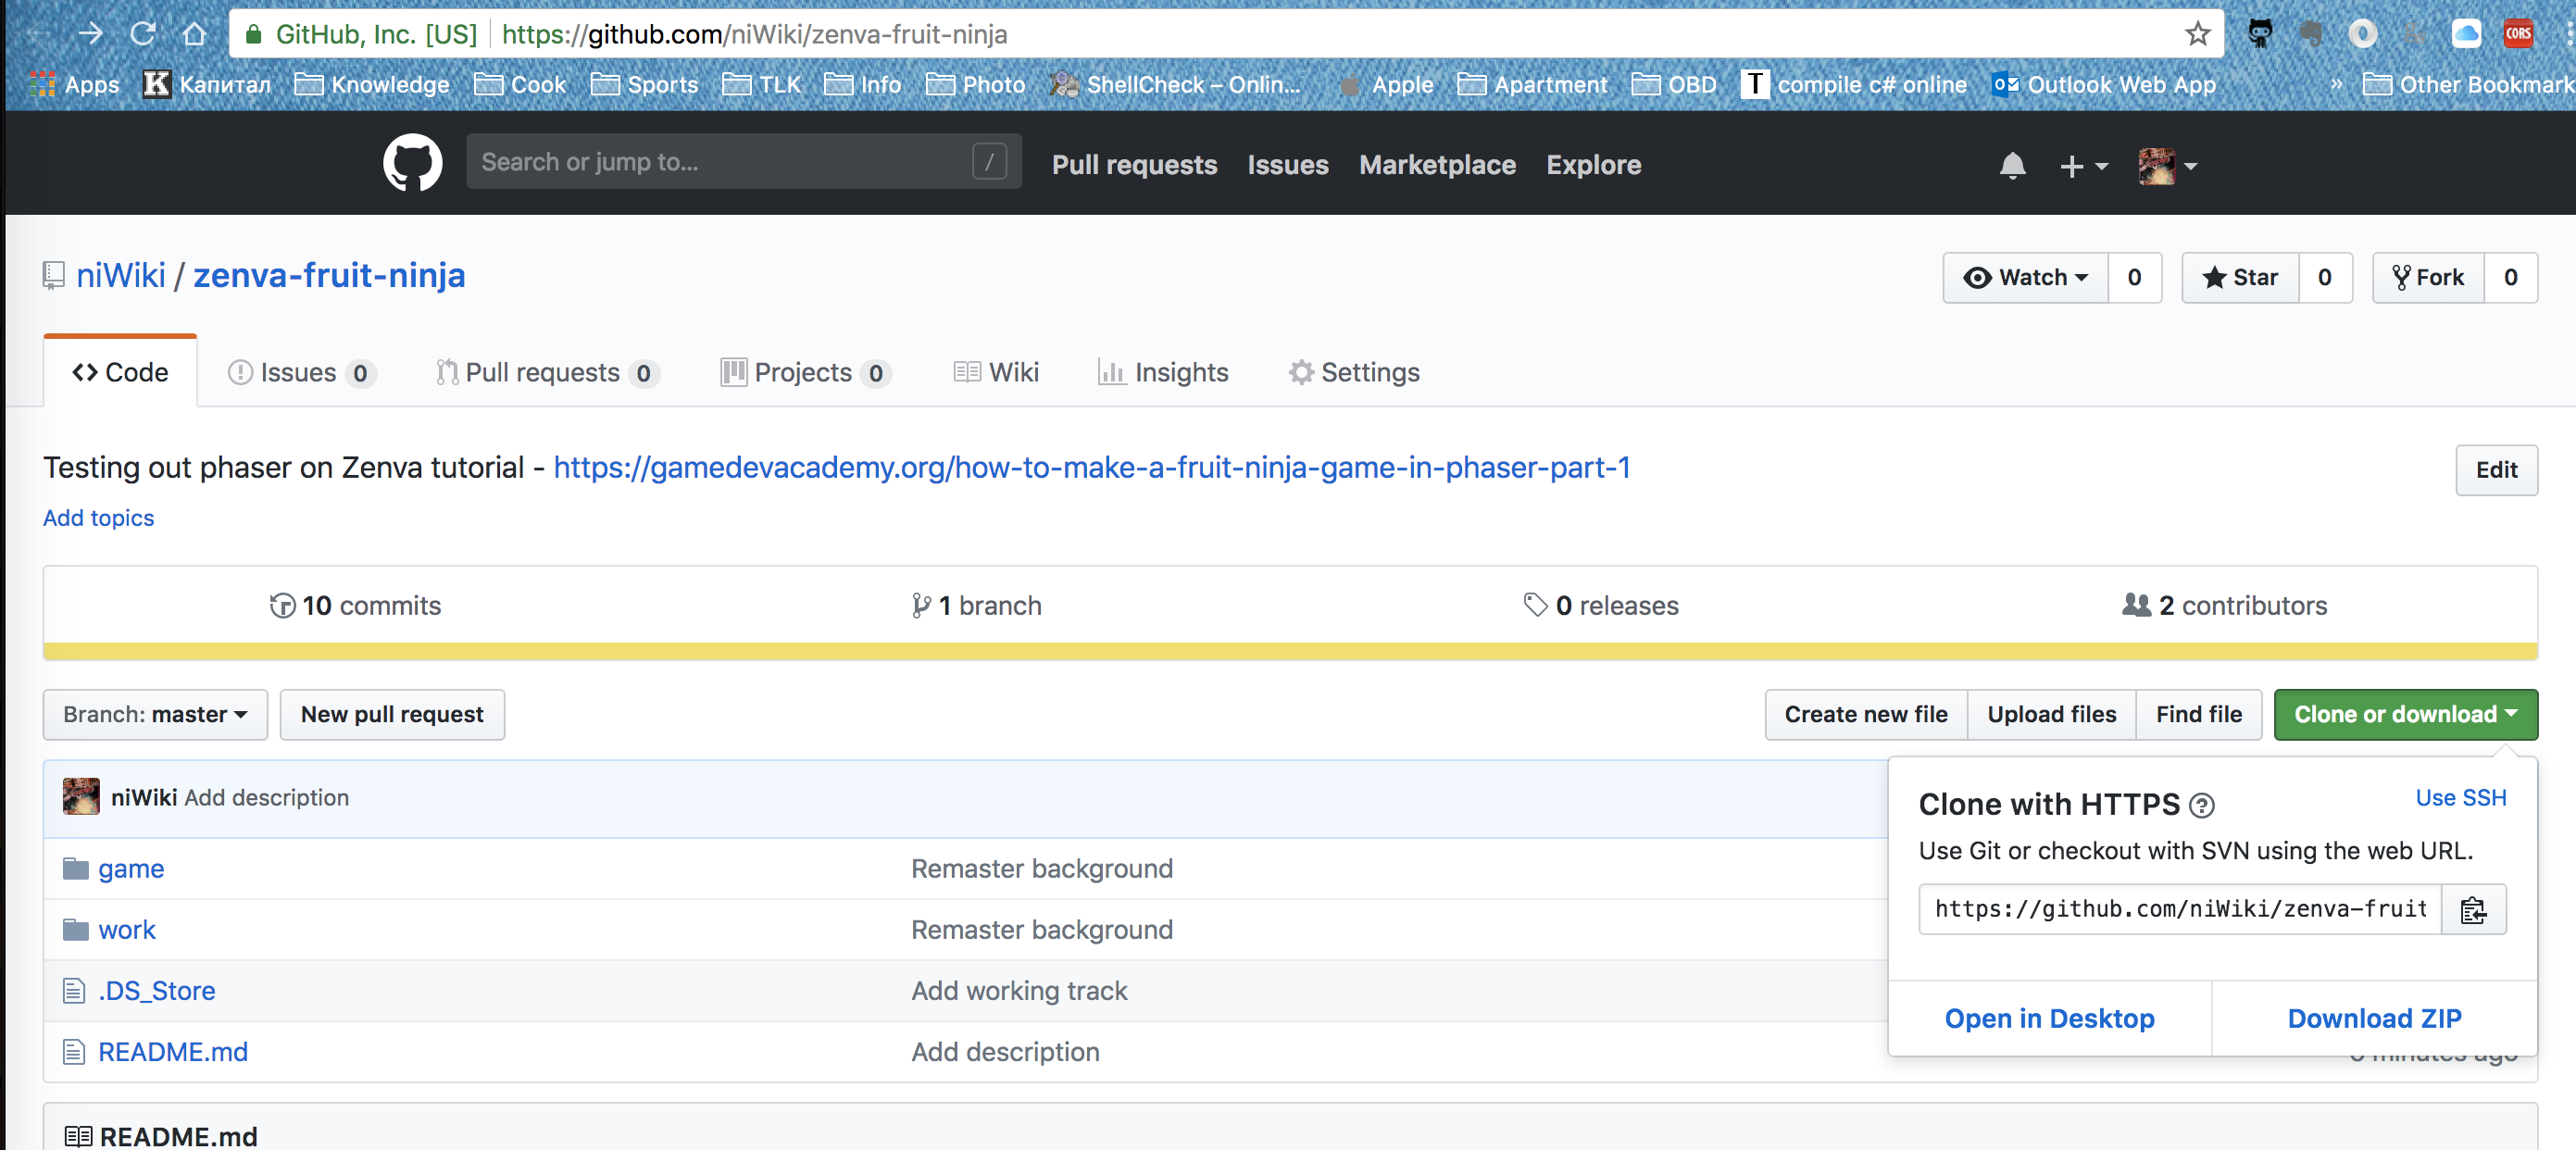 GitHub, Inc. [US] https://github.com/niWiki/zenva-fruit-ninja
CORS
Apps K Капитал Knowledge Cook Sports TLK Info Photo ShellCheck – Onlin... Apple Apartment OBD T compile c# online Outlook Web App » Other Bookmark
Search or jump to... / Pull requests Issues Marketplace Explore
niWiki / zenva-fruit-ninja Watch 0 Star 0 Fork 0
Code Issues 0 Pull requests 0 Projects 0 Wiki Insights Settings
Testing out phaser on Zenva tutorial - https://gamedevacademy.org/how-to-make-a-fruit-ninja-game-in-phaser-part-1 Edit
Add topics
10 commits 1 branch 0 releases 2 contributors
Branch: master New pull request Create new file Upload files Find file Clone or download
niWiki Add description
Clone with HTTPS Use SSH
Use Git or checkout with SVN using the web URL.
https://github.com/niWiki/zenva-fruit
Open in Desktop Download ZIP
game Remaster background
work Remaster background
.DS_Store Add working track
README.md Add description
minutes ago
README.md